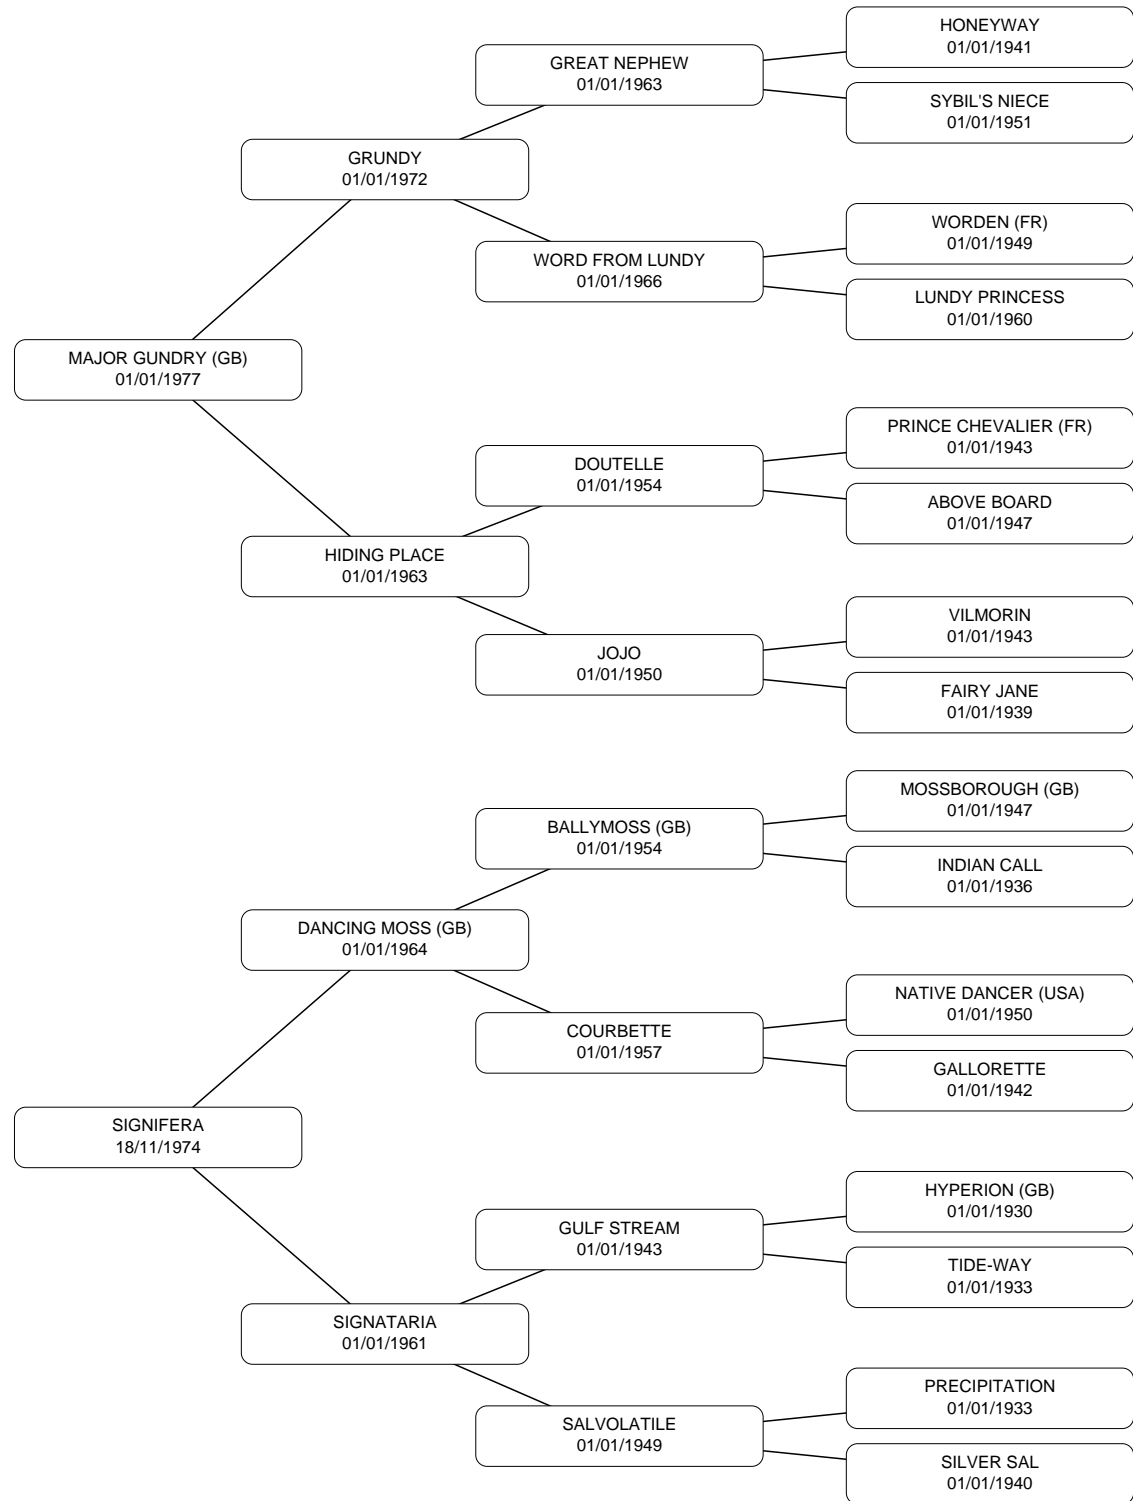 HONEYWAY
01/01/1941
GREAT NEPHEW
01/01/1963
SYBIL'S NIECE
01/01/1951
GRUNDY
01/01/1972
WORDEN (FR)
01/01/1949
WORD FROM LUNDY
01/01/1966
LUNDY PRINCESS
01/01/1960
MAJOR GUNDRY (GB)
01/01/1977
PRINCE CHEVALIER (FR)
01/01/1943
DOUTELLE
01/01/1954
ABOVE BOARD
01/01/1947
HIDING PLACE
01/01/1963
VILMORIN
01/01/1943
JOJO
01/01/1950
FAIRY JANE
01/01/1939
MOSSBOROUGH (GB)
01/01/1947
BALLYMOSS (GB)
01/01/1954
INDIAN CALL
01/01/1936
DANCING MOSS (GB)
01/01/1964
NATIVE DANCER (USA)
01/01/1950
COURBETTE
01/01/1957
GALLORETTE
01/01/1942
SIGNIFERA
18/11/1974
HYPERION (GB)
01/01/1930
GULF STREAM
01/01/1943
TIDE-WAY
01/01/1933
SIGNATARIA
01/01/1961
PRECIPITATION
01/01/1933
SALVOLATILE
01/01/1949
SILVER SAL
01/01/1940